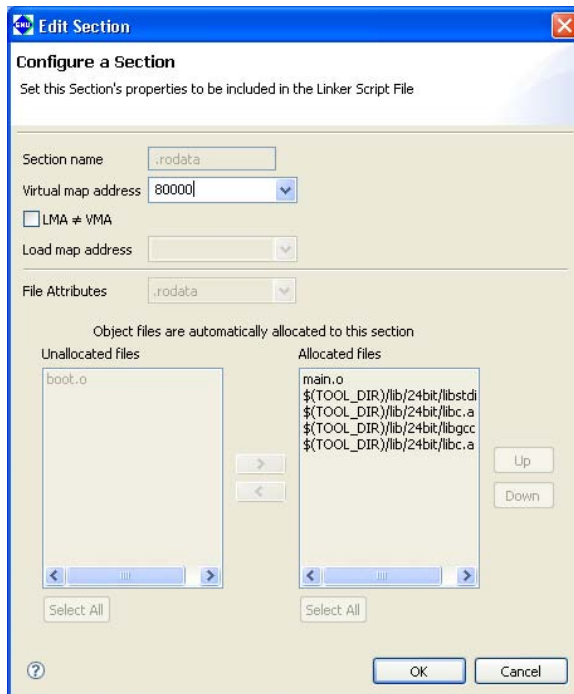 GNU Edit Section
Configure a Section
Set this Section's properties to be included in the Linker Script File
Section name .rodata
Virtual map address 80000
LMA ≠ VMA
Load map address
File Attributes .rodata
Object files are automatically allocated to this section
Unallocated files Allocated files
boot.o main.o
$(TOOL_DIR)/lib/24bit/libstdi
$(TOOL_DIR)/lib/24bit/libc.a
$(TOOL_DIR)/lib/24bit/libgcc
$(TOOL_DIR)/lib/24bit/libc.a
> Up
< Down
Select All Select All
? OK Cancel